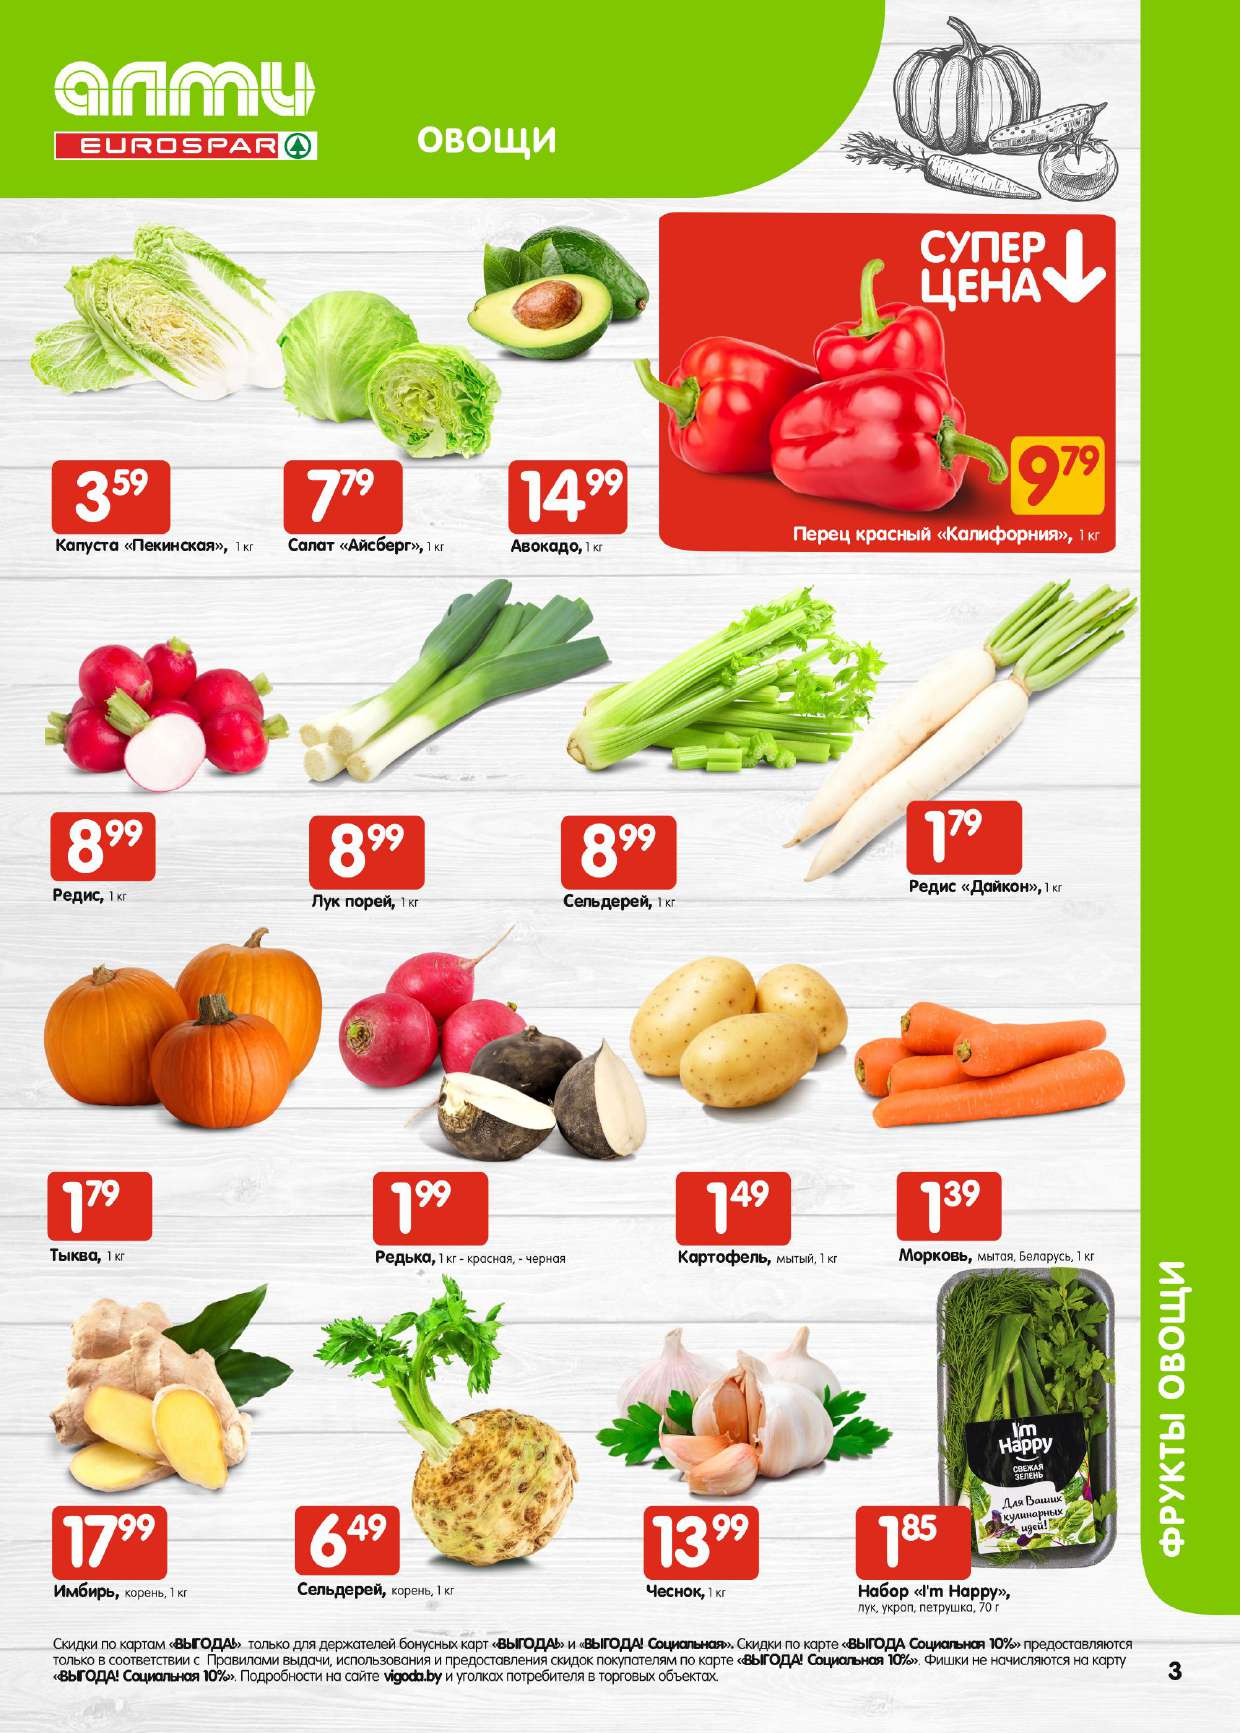 алми
EUROSPAR
ОВОЩИ
СУПЕР
ЦЕНА
3 59
Капуста «Пекинская», 1 кг
7 79
Салат «Айсберг», 1 кг
14 99
Авокадо, 1 кг
9 79
Перец красный «Калифорния», 1 кг
8 99
Редис, 1 кг
8 99
Лук порей, 1 кг
8 99
Сельдерей, 1 кг
1 79
Редис «Дайкон», 1 кг
1 79
Тыква, 1 кг
1 99
Редька, 1 кг - красная, - черная
1 49
Картофель, мытый, 1 кг
1 39
Морковь, мытая, Беларусь, 1 кг
17 99
Имбирь, корень, 1 кг
6 49
Сельдерей, корень, 1 кг
13 99
Чеснок, 1 кг
I'm
Happy
СВЕЖАЯ
ЗЕЛЕНЬ
Для Ваших
кулинарных
идей!
1 85
Набор «I'm Happy»,
лук, укроп, петрушка, 70 г
ФРУКТЫ ОВОЩИ
Скидки по картам «ВЫГОДА!» только для держателей бонусных карт «ВЫГОДА!» и «ВЫГОДА! Социальная». Скидки по карте «ВЫГОДА Социальная 10%» предоставляются
только в соответствии с Правилами выдачи, использования и предоставления скидок покупателям по карте «ВЫГОДА! Социальная 10%». Фишки не начисляются на карту
«ВЫГОДА! Социальная 10%». Подробности на сайте vigoda.by и уголках потребителя в торговых объектах.
3